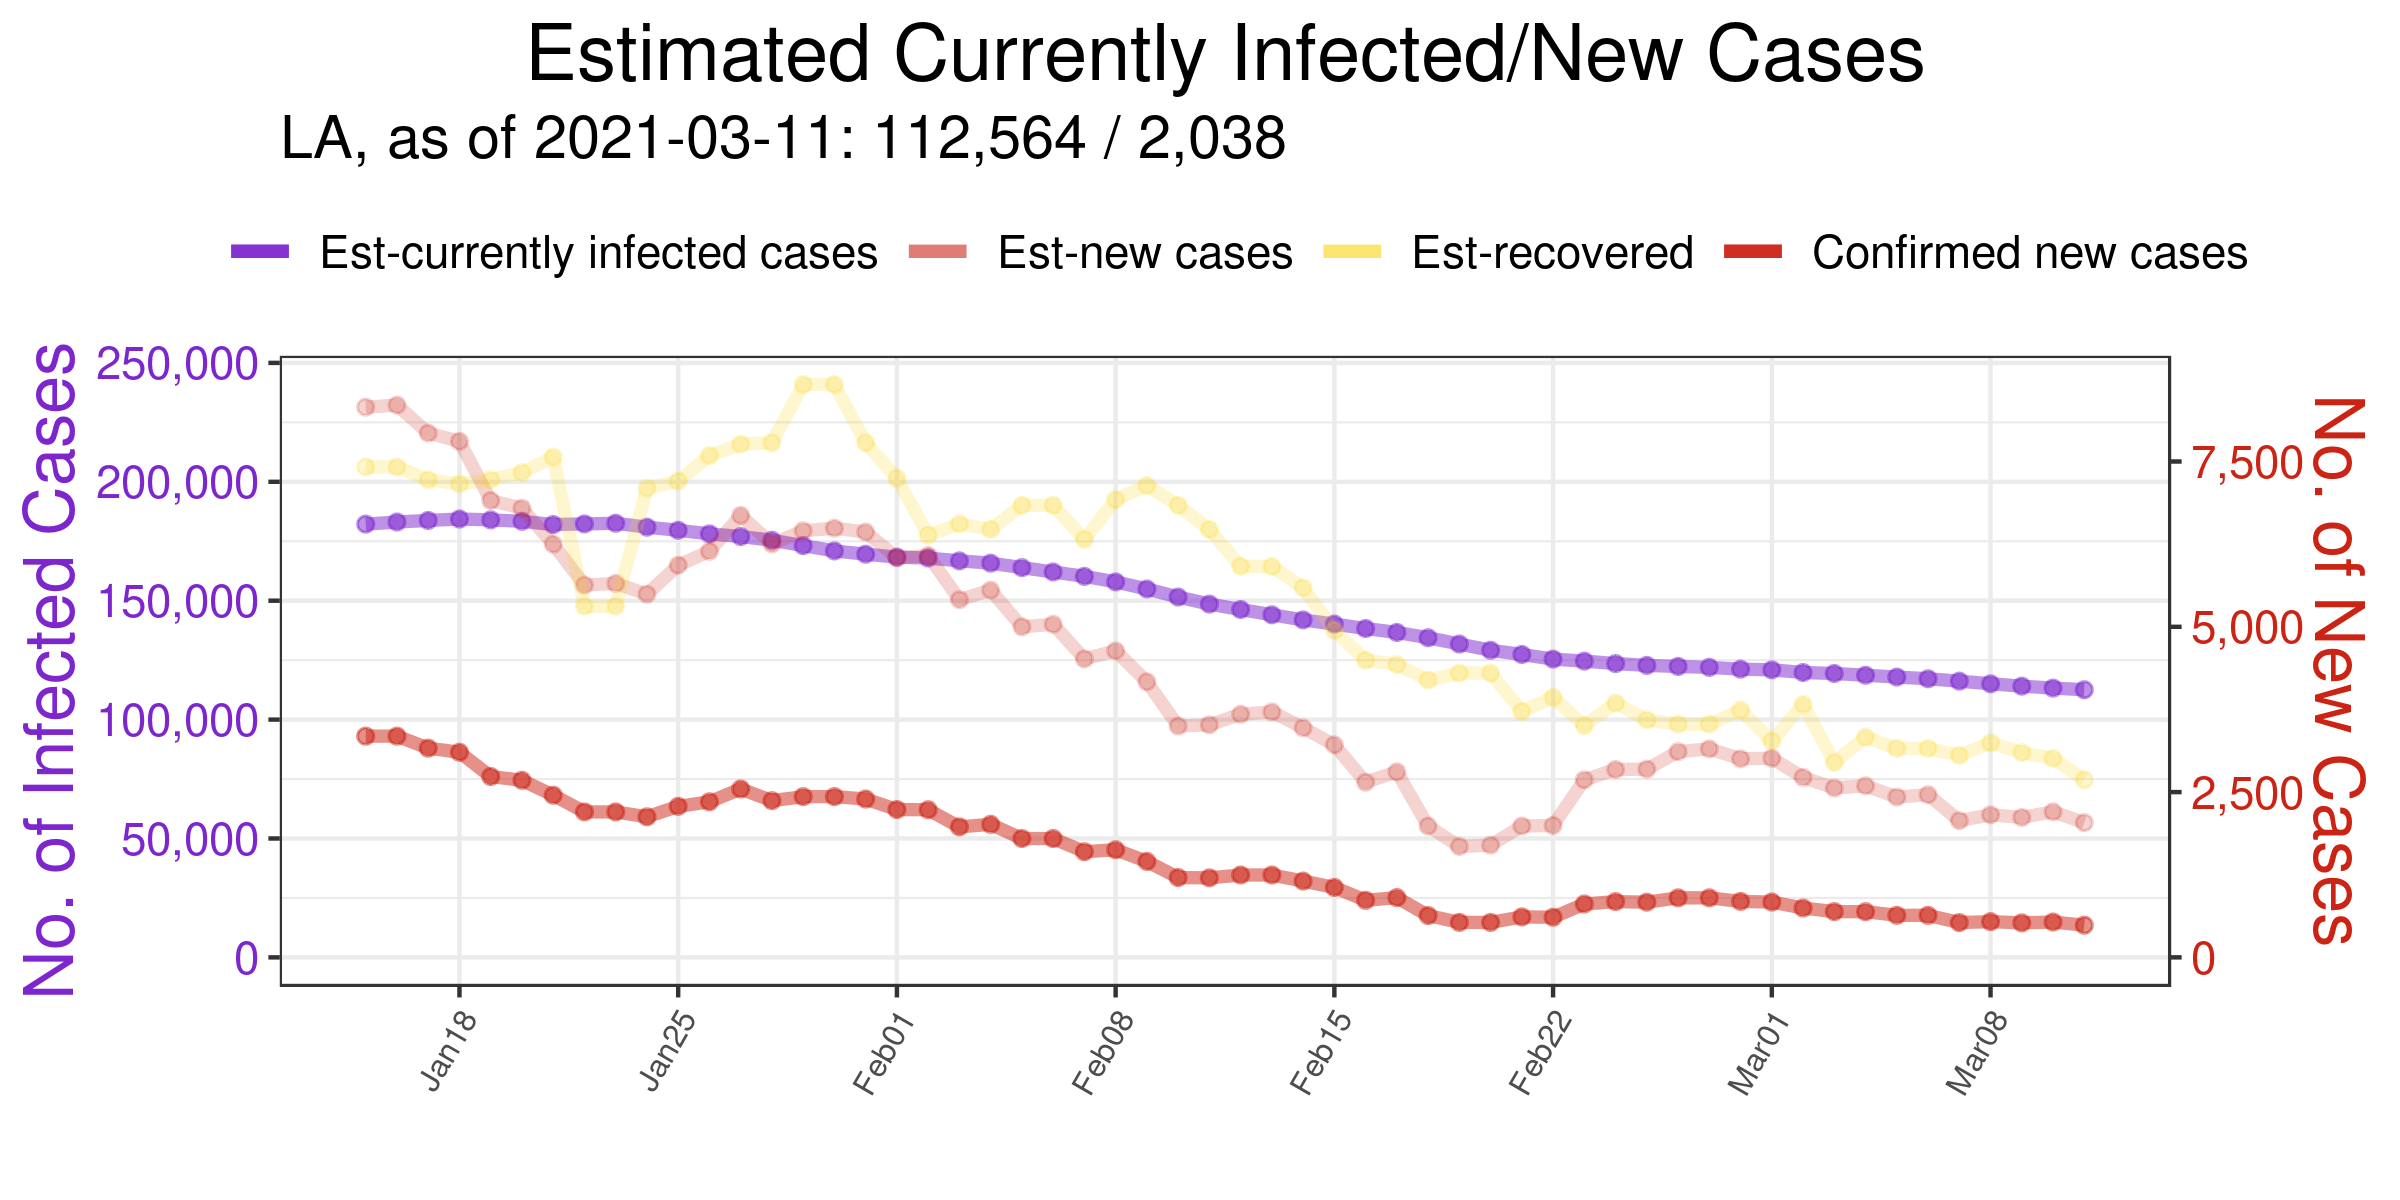 Estimated Currently Infected/New Cases
LA, as of 2021-03-11: 112,564 / 2,038
Est-currently infected cases Est-new cases Est-recovered Confirmed new cases
No. of Infected Cases
250,000
200,000
150,000
100,000
50,000
0
7,500
5,000
2,500
0
No. of New Cases
Jan18 Jan25 Feb01 Feb08 Feb15 Feb22 Mar01 Mar08